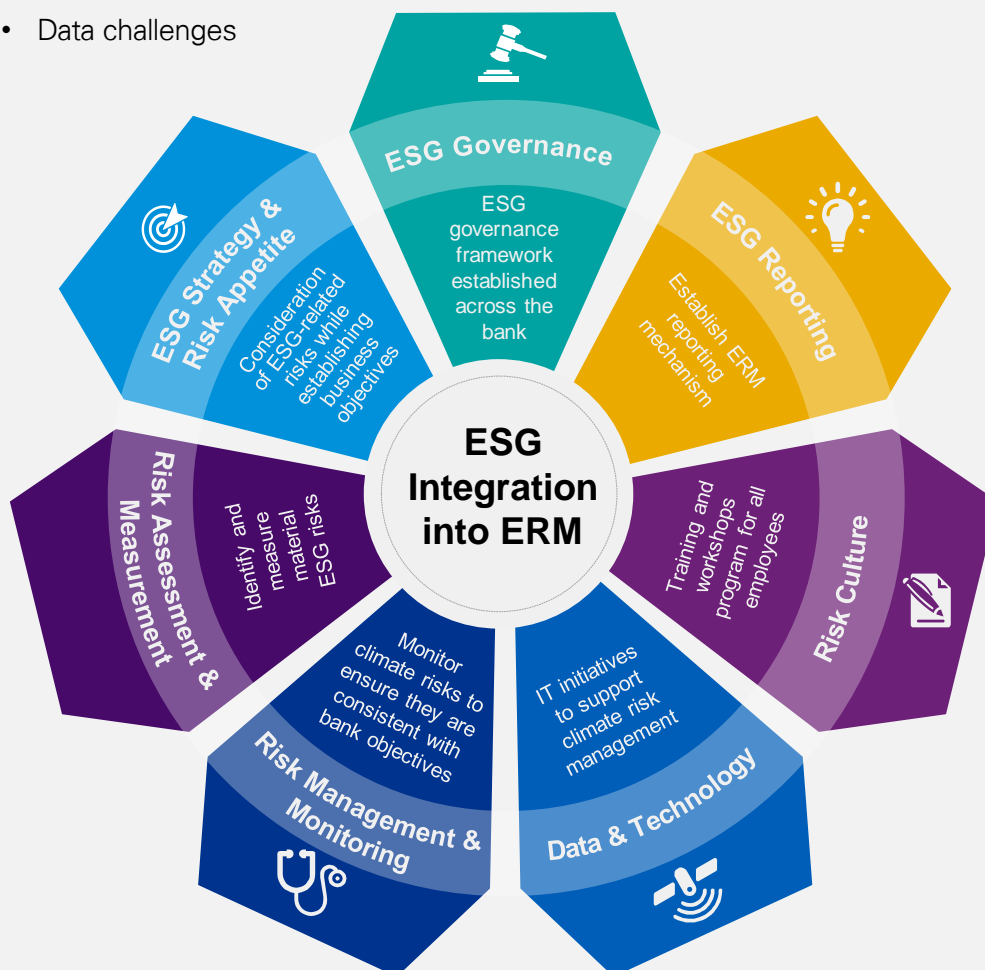 • Data challenges
ESG Governance
ESG
governance
framework
established
across the
bank
ESG Reporting
Establish ERM
reporting
mechanism
Risk Culture
Training and
workshops
program for all
employees
Data & Technology
IT initiatives
to support
climate risk
management
Risk Management &
Monitoring
Monitor
climate risks to
ensure they are
consistent with
bank objectives
Risk Assessment &
Measurement
Identify and
measure
material
ESG risks
ESG Strategy &
Risk Appetite
Consideration
of ESG-related
risks while
establishing
business
objectives
ESG
Integration
into ERM